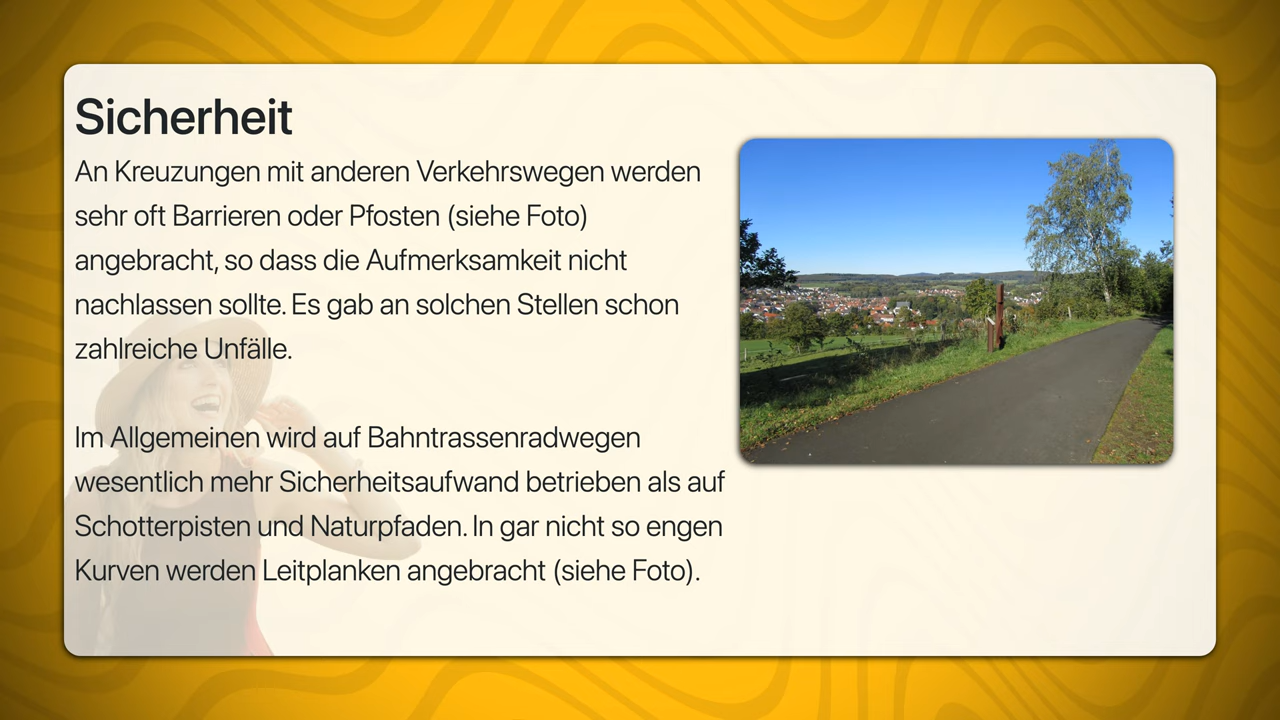 Sicherheit
An Kreuzungen mit anderen Verkehrswegen werden
sehr oft Barrieren oder Pfosten (siehe Foto)
angebracht, so dass die Aufmerksamkeit nicht
nachlassen sollte. Es gab an solchen Stellen schon
zahlreiche Unfälle.
Im Allgemeinen wird auf Bahntrassenradwegen
wesentlich mehr Sicherheitsaufwand betrieben als auf
Schotterpisten und Naturpfaden. In gar nicht so engen
Kurven werden Leitplanken angebracht (siehe Foto).